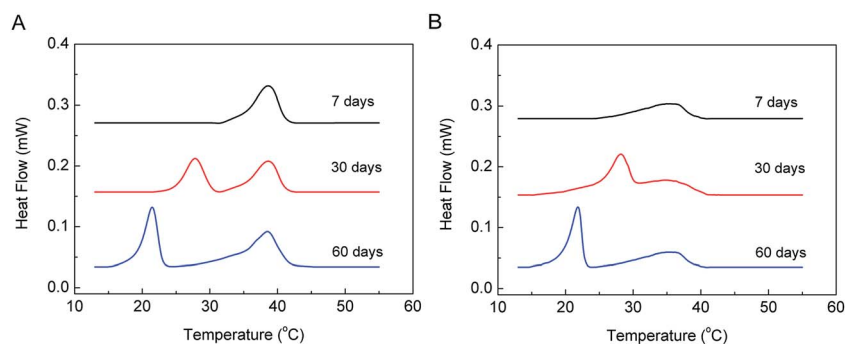 A
0.4
0.3
0.2
0.1
0.0
Heat Flow (mW)
7 days
30 days
60 days
10 20 30 40 50 60
Temperature (°C)
B
0.4
0.3
0.2
0.1
0.0
Heat Flow (mW)
7 days
30 days
60 days
10 20 30 40 50 60
Temperature (°C)